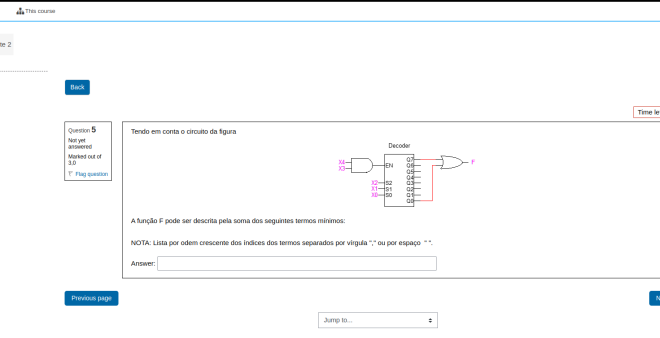 This course
te 2
Back
Time le
Question 5
Not yet
answered
Marked out of
3,0
Flag question
Tendo em conta o circuito da figura
Decoder
X4
X3
EN
X2
X1
X0
S2
S1
S0
Q7
Q6
Q5
Q4
Q3
Q2
Q1
Q0
F
A função F pode ser descrita pela soma dos seguintes termos mínimos:
NOTA: Lista por odem crescente dos índices dos termos separados por vírgula "," ou por espaço " ".
Answer:
Previous page
N
Jump to...